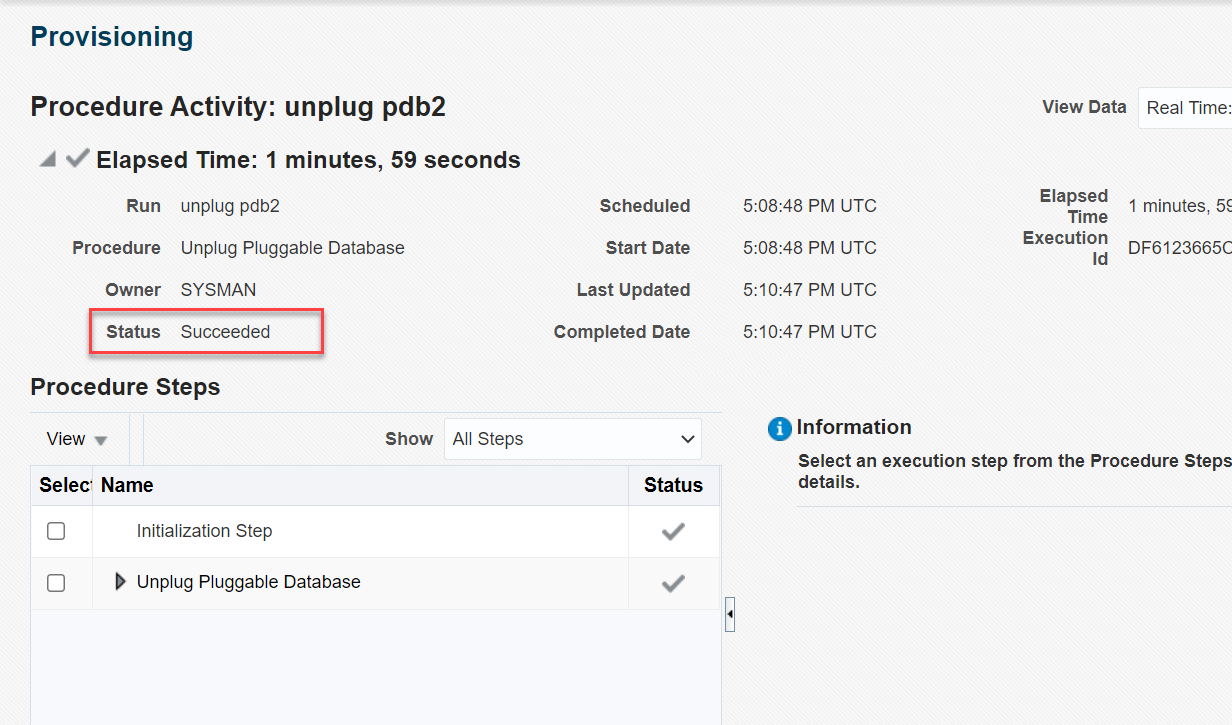 Provisioning
Procedure Activity: unplug pdb2
View Data Real Time:
Elapsed Time: 1 minutes, 59 seconds
Run unplug pdb2
Procedure Unplug Pluggable Database
Owner SYSMAN
Status Succeeded
Scheduled 5:08:48 PM UTC
Start Date 5:08:48 PM UTC
Last Updated 5:10:47 PM UTC
Completed Date 5:10:47 PM UTC
Elapsed
Time 1 minutes, 59
Execution
Id DF6123665C
Procedure Steps
View
Show All Steps
Select Name Status
Initialization Step
Unplug Pluggable Database
Information
Select an execution step from the Procedure Steps
details.